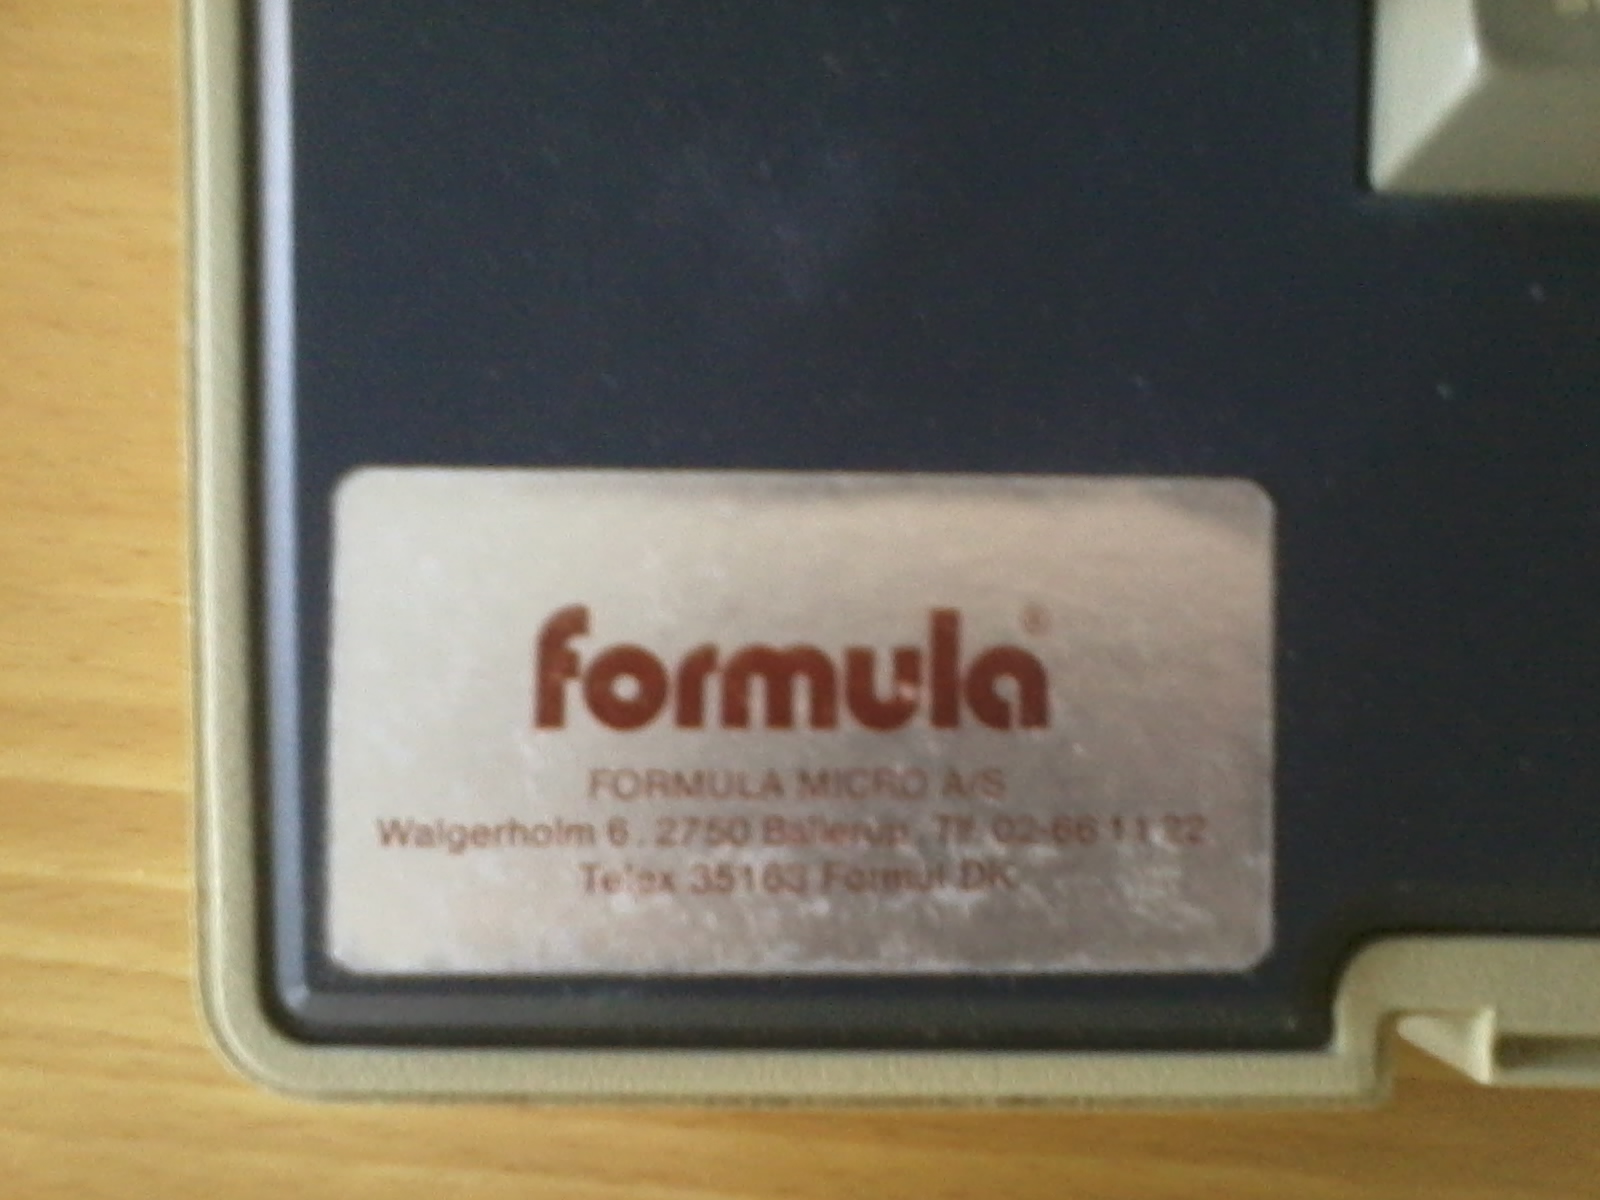 formula®
FORMULA MICRO A/S
Walgerholm 6 . 2750 Ballerup. Tlf. 02-66 11 22
Telex 35163 Formul DK